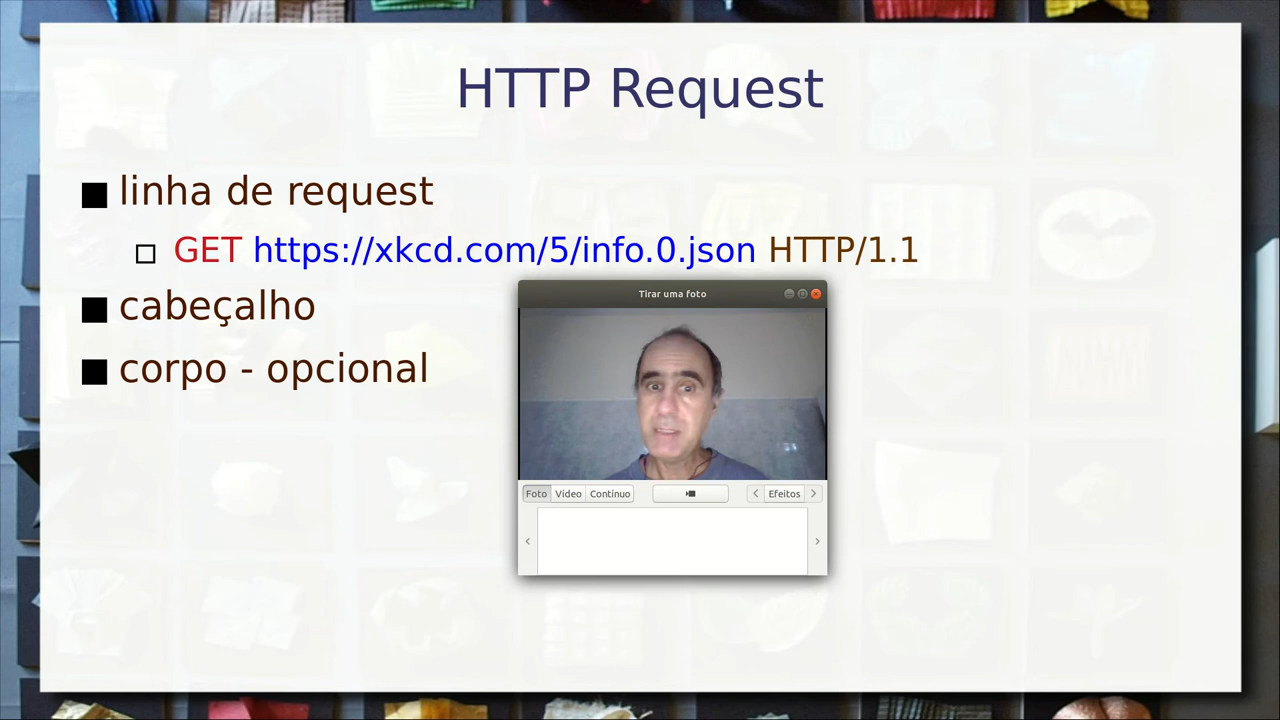 HTTP Request
linha de request
GET https://xkcd.com/5/info.0.json HTTP/1.1
cabeçalho
corpo - opcional
Tirar uma foto
Foto Vídeo Contínuo Efeitos